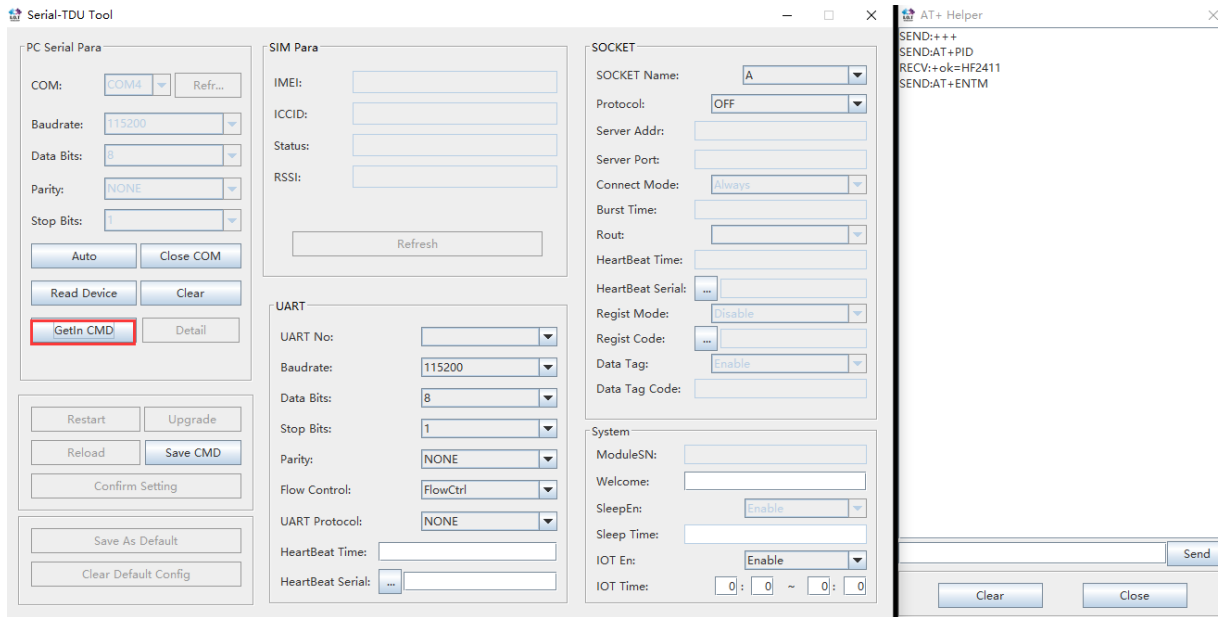 Serial-TDU Tool
PC Serial Para
COM: COM4 Refr...
Baudrate: 115200
Data Bits: 8
Parity: NONE
Stop Bits: 1
Auto Close COM
Read Device Clear
GetIn CMD Detail
Restart Upgrade
Reload Save CMD
Confirm Setting
Save As Default
Clear Default Config
SIM Para
IMEI:
ICCID:
Status:
RSSI:
Refresh
UART
UART No:
Baudrate: 115200
Data Bits: 8
Stop Bits: 1
Parity: NONE
Flow Control: FlowCtrl
UART Protocol: NONE
HeartBeat Time:
HeartBeat Serial: ...
SOCKET
SOCKET Name: A
Protocol: OFF
Server Addr:
Server Port:
Connect Mode: Always
Burst Time:
Rout:
HeartBeat Time:
HeartBeat Serial: ...
Regist Mode: Disable
Regist Code: ...
Data Tag: Enable
Data Tag Code:
System
ModuleSN:
Welcome:
SleepEn: Enable
Sleep Time:
IOT En: Enable
IOT Time: 0 : 0 ~ 0 : 0
AT+ Helper
SEND:+++
SEND:AT+PID
RECV:+ok=HF2411
SEND:AT+ENTM
Send
Clear Close